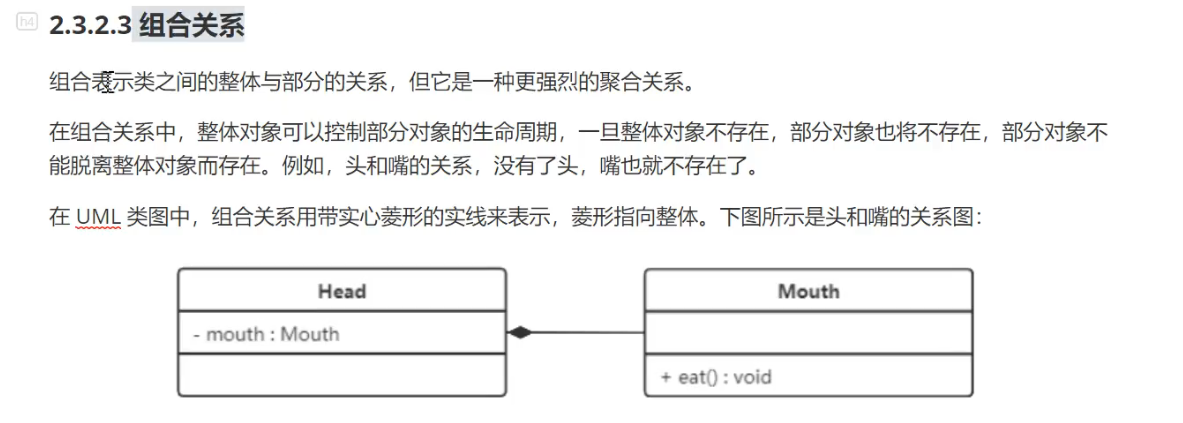 h4
2.3.2.3 组合关系
组合表示类之间的整体与部分的关系，但它是一种更强烈的聚合关系。
在组合关系中，整体对象可以控制部分对象的生命周期，一旦整体对象不存在，部分对象也将不存在，部分对象不
能脱离整体对象而存在。例如，头和嘴的关系，没有了头，嘴也就不存在了。
在 UML 类图中，组合关系用带实心菱形的实线来表示，菱形指向整体。下图所示是头和嘴的关系图：
Head
- mouth : Mouth
Mouth
+ eat() : void